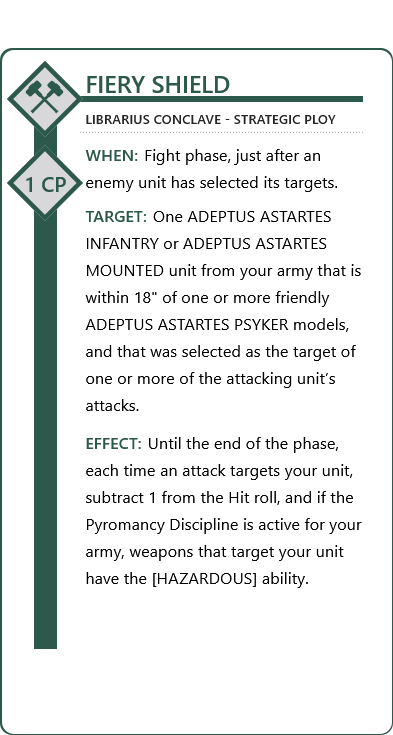 FIERY SHIELD
LIBRARIUS CONCLAVE - STRATEGIC PLOY
1 CP
WHEN: Fight phase, just after an
enemy unit has selected its targets.
TARGET: One ADEPTUS ASTARTES
INFANTRY or ADEPTUS ASTARTES
MOUNTED unit from your army that is
within 18" of one or more friendly
ADEPTUS ASTARTES PSYKER models,
and that was selected as the target of
one or more of the attacking unit’s
attacks.
EFFECT: Until the end of the phase,
each time an attack targets your unit,
subtract 1 from the Hit roll, and if the
Pyromancy Discipline is active for your
army, weapons that target your unit
have the [HAZARDOUS] ability.